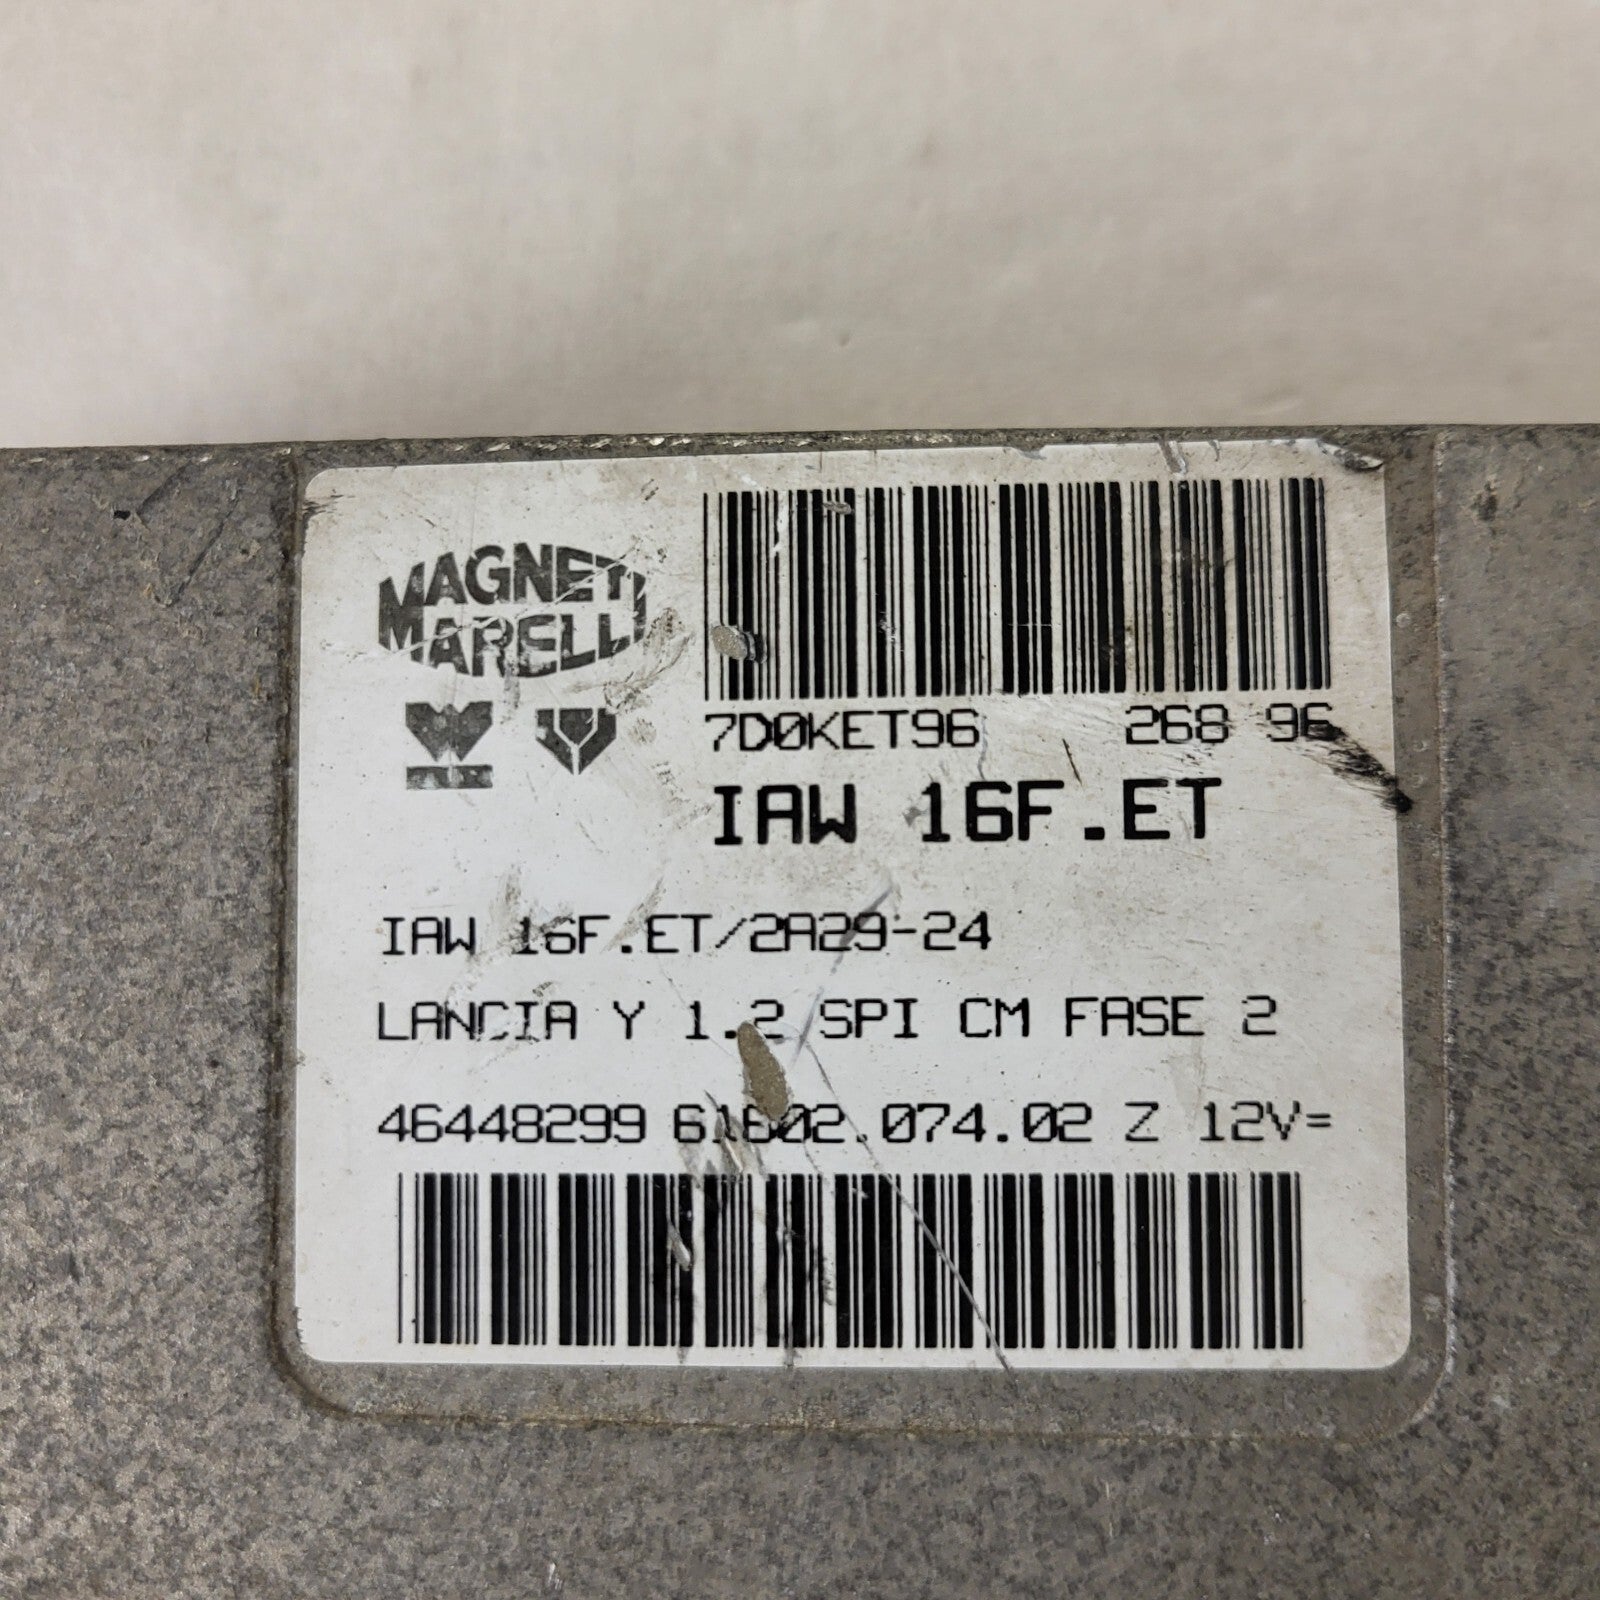 MAGNETI
MARELLI
7D0KET96 268 96
IAW 16F.ET
IAW 16F.ET/2A29-24
LANCIA Y 1.2 SPI CM FASE 2
46448299 61602.074.02 Z 12V=